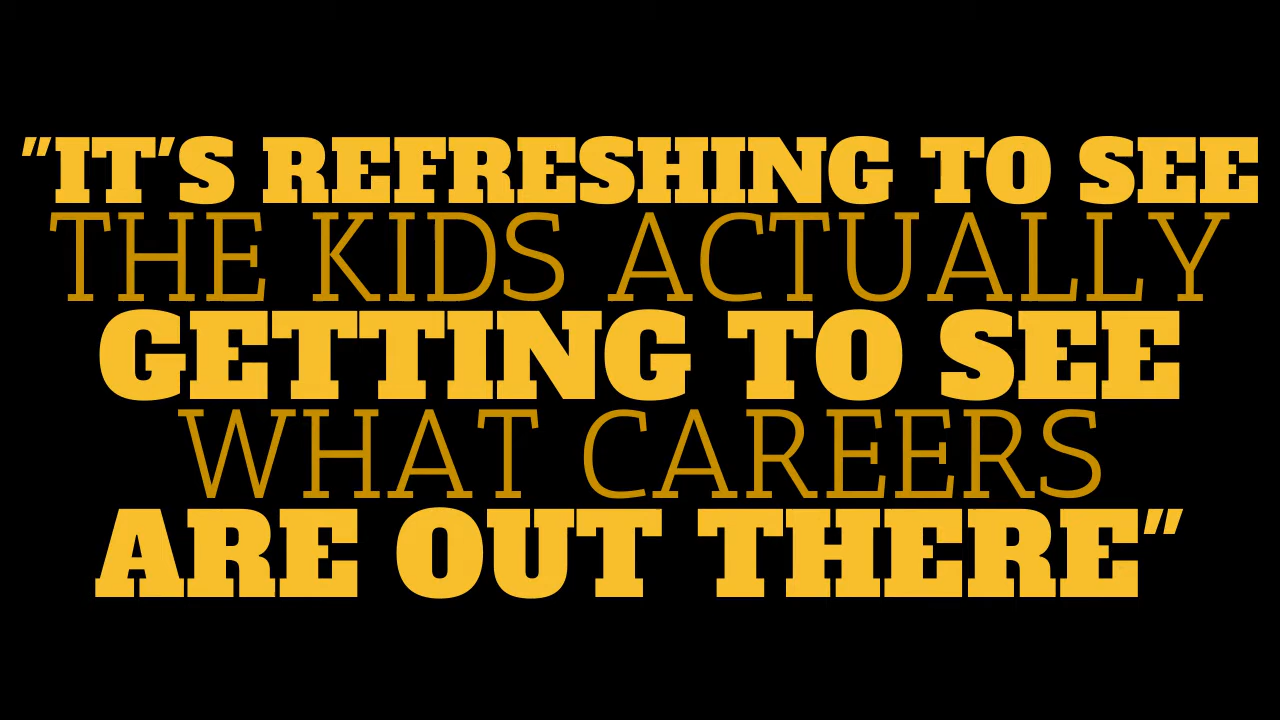 "IT'S REFRESHING TO SEE
THE KIDS ACTUALLY
GETTING TO SEE
WHAT CAREERS
ARE OUT THERE"